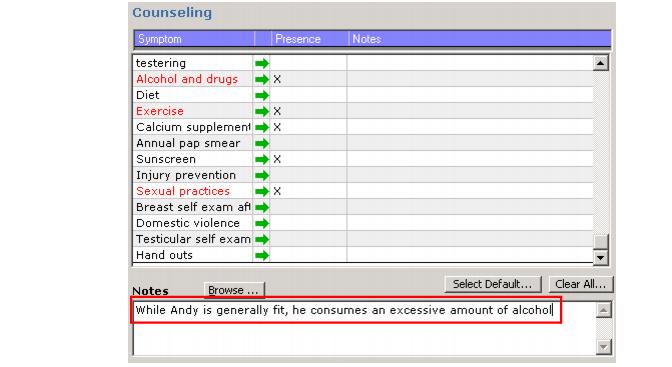 Counseling
Symptom Presence Notes
testering
Alcohol and drugs X
Diet
Exercise X
Calcium supplement X
Annual pap smear
Sunscreen X
Injury prevention
Sexual practices X
Breast self exam aft
Domestic violence
Testicular self exam
Hand outs
Notes Browse ... Select Default... Clear All...
While Andy is generally fit, he consumes an excessive amount of alcohol